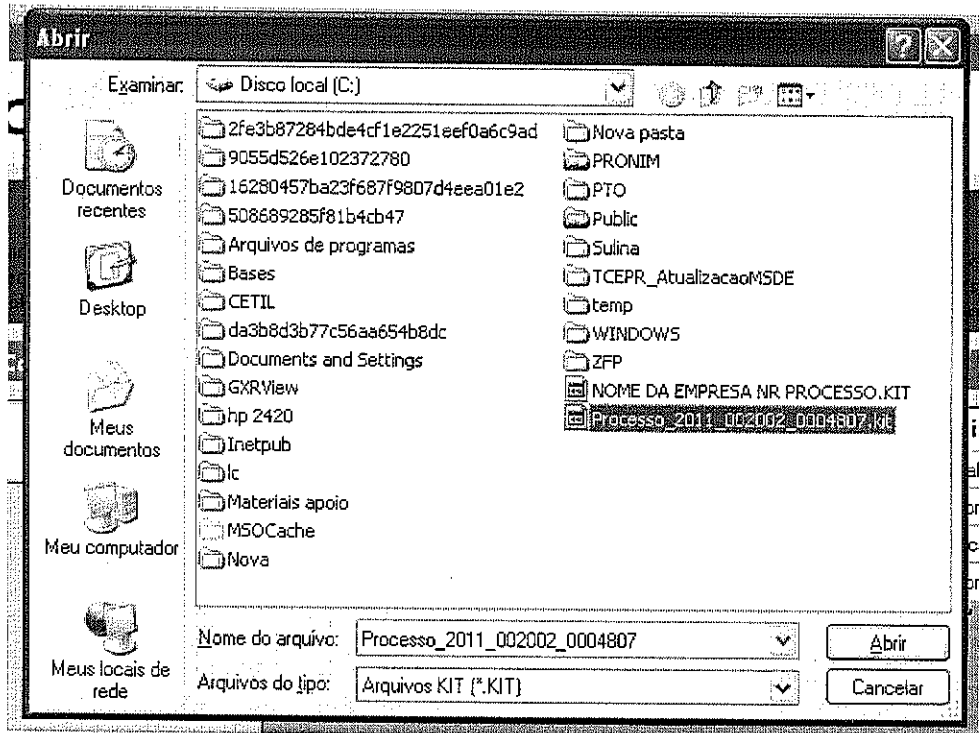 Abrir
Examinar:
Disco local (C:)
Documentos
recentes
Desktop
Meus
documentos
Meu computador
Meus locais de
rede
2fe3b87284bde4cf1e2251eef0a6c9ad
9055d526e102372780
16280457ba23f687f9807d4eea01e2
508689285f81b4cb47
Arquivos de programas
Bases
CETIL
da3b8d3b77c56aa654b8dc
Documents and Settings
GXRView
hp 2420
Inetpub
lc
Materiais apoio
MSOCache
Nova
Nova pasta
PRONIM
PTO
Public
Sulina
TCEPR_AtualizacaoMSDE
temp
WINDOWS
ZFP
NOME DA EMPRESA NR PROCESSO.KIT
Processo_2011_002002_0004807.kit
Nome do arquivo:
Processo_2011_002002_0004807
Abrir
Arquivos do tipo:
Arquivos KIT (*.KIT)
Cancelar